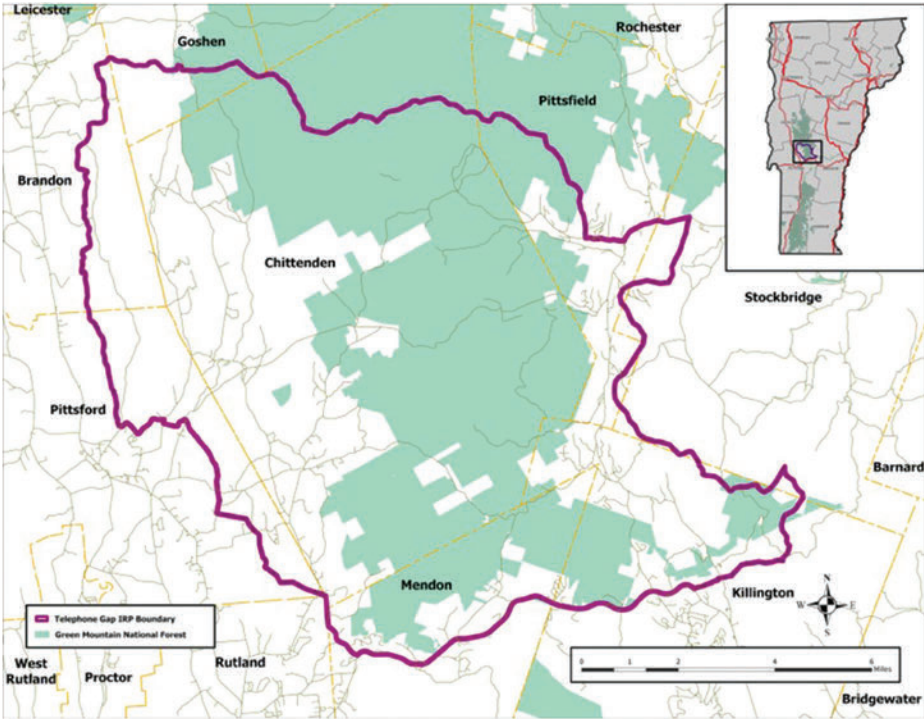 Leicester
Goshen
Rochester
Pittsfield
Brandon
Chittenden
Stockbridge
Pittsford
Barnard
Mendon
Killington
N
W E
S
Telephone Gap IRP Boundary
Green Mountain National Forest
West
Rutland
Proctor
Rutland
0 1 2 4 6
Miles
Bridgewater